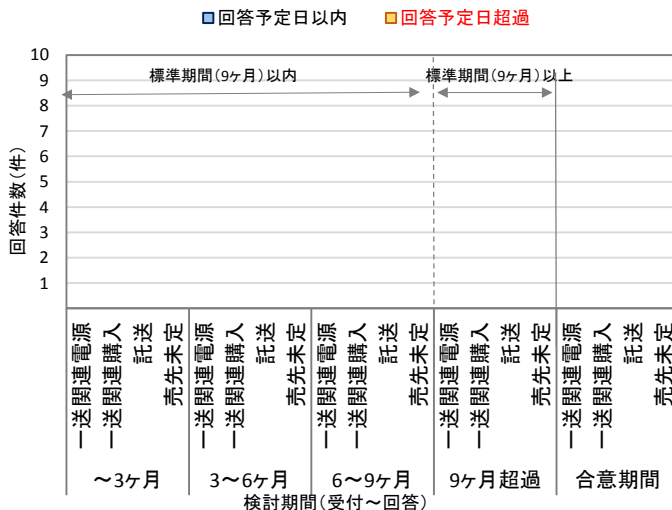 回答予定日以内 回答予定日超過
標準期間(9ヶ月)以内 標準期間(9ヶ月)以上
回答件数(件)
10
9
8
7
6
5
4
3
2
1
一送関連電源 一送関連購入 託送 売先未定 一送関連電源 一送関連購入 託送 売先未定 一送関連電源 一送関連購入 託送 売先未定 一送関連電源 一送関連購入 託送 売先未定 一送関連電源 一送関連購入 託送 売先未定
～3ヶ月 3～6ヶ月 6～9ヶ月 9ヶ月超過 合意期間
検討期間(受付～回答)